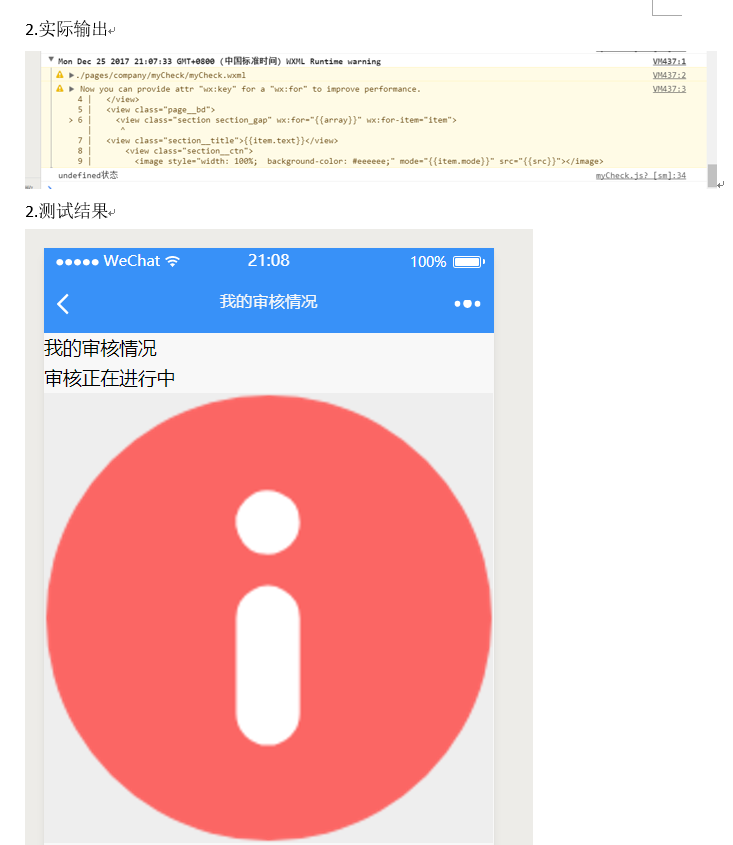 2.实际输出
Mon Dec 25 2017 21:07:33 GMT+0800 (中国标准时间) WXML Runtime warning VM437:1
./pages/company/myCheck/myCheck.wxml VM437:2
Now you can provide attr "wx:key" for a "wx:for" to improve performance. VM437:3
4 | </view>
5 | <view class="page__bd">
> 6 | <view class="section section_gap" wx:for="{{array}}" wx:for-item="item">
| ^
7 | <view class="section__title">{{item.text}}</view>
8 | <view class="section__ctn">
9 | <image style="width: 100%; background-color: #eeeeee;" mode="{{item.mode}}" src="{{src}}"></image>
undefined状态 myCheck.js? [sm]:34
2.测试结果
WeChat 21:08 100%
我的审核情况
我的审核情况
审核正在进行中